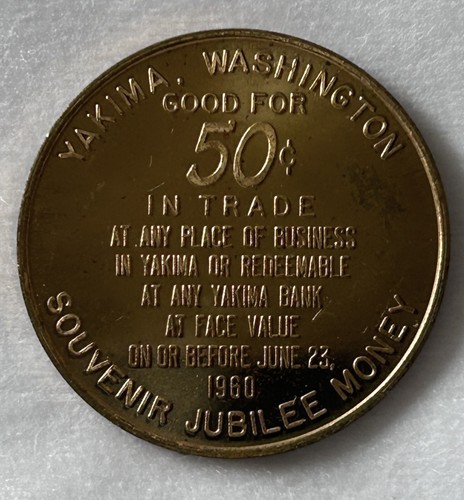 YAKIMA, WASHINGTON
GOOD FOR
50¢
IN TRADE
AT ANY PLACE OF BUSINESS
IN YAKIMA OR REDEEMABLE
AT ANY YAKIMA BANK
AT FACE VALUE
ON OR BEFORE JUNE 23,
1960
SOUVENIR JUBILEE MONEY